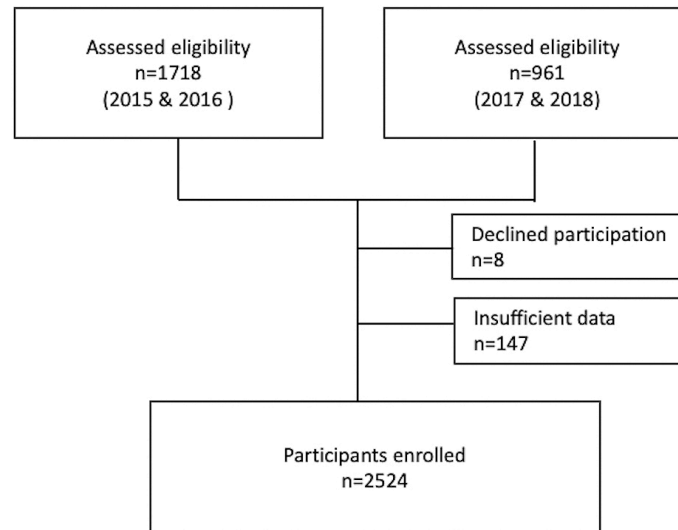 Assessed eligibility
n=1718
(2015 & 2016 )
Assessed eligibility
n=961
(2017 & 2018)
Declined participation
n=8
Insufficient data
n=147
Participants enrolled
n=2524